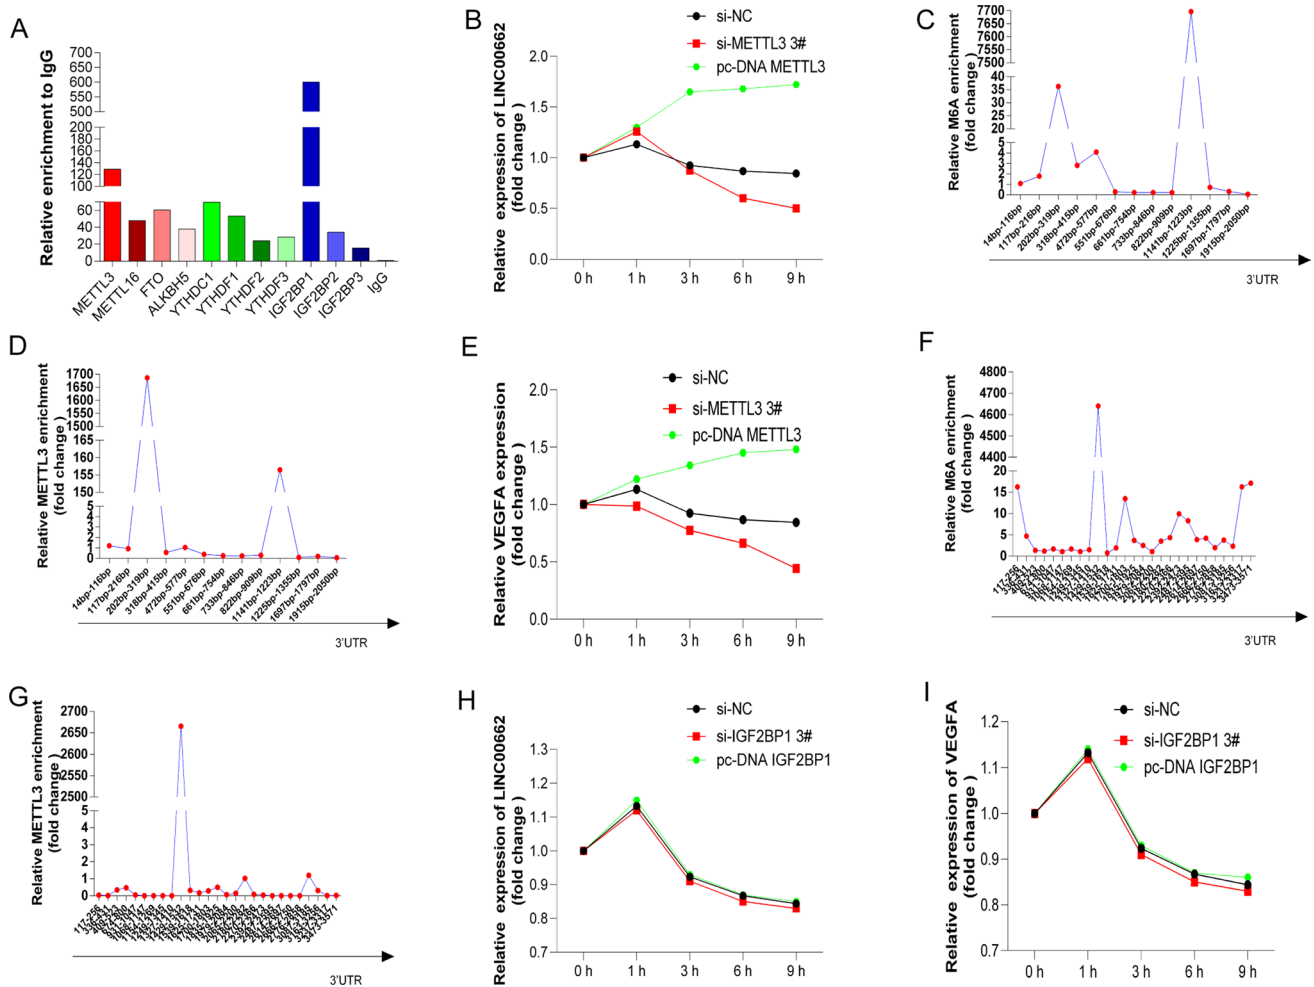 A
Relative enrichment to IgG
700
650
600
550
500
200
180
160
140
120
100
60
40
20
0
METTL3
METTL16
FTO
ALKBH5
YTHDC1
YTHDF1
YTHDF2
YTHDF3
IGF2BP1
IGF2BP2
IGF2BP3
IgG
B
si-NC
si-METTL3 3#
pc-DNA METTL3
Relative expression of LINC00662
(fold change )
2.0
1.5
1.0
0.5
0.0
0 h
1 h
3 h
6 h
9 h
C
Relative M6A enrichment
(fold change )
7700
7650
7600
7550
7500
40
35
30
25
20
5
4
3
2
1
0
14bp-116bp
117bp-216bp
202bp-319bp
318bp-415bp
472bp-577bp
551bp-676bp
661bp-754bp
733bp-846bp
822bp-909bp
1141bp-1223bp
1225bp-1355bp
1697bp-1797bp
1915bp-2050bp
3'UTR
D
Relative METTL3 enrichment
(fold change )
1700
1650
1600
1550
1500
165
160
155
150
5
4
3
2
1
0
14bp-116bp
117bp-216bp
202bp-319bp
318bp-415bp
472bp-577bp
551bp-676bp
661bp-754bp
733bp-846bp
822bp-909bp
1141bp-1223bp
1225bp-1355bp
1697bp-1797bp
1915bp-2050bp
3'UTR
E
si-NC
si-METTL3 3#
pc-DNA METTL3
Relative VEGFA expression
(fold change )
2.0
1.5
1.0
0.5
0.0
0 h
1 h
3 h
6 h
9 h
F
Relative M6A enrichment
(fold change )
4800
4600
4500
4400
20
15
10
5
0
117-256
3473-3571
3'UTR
G
Relative METTL3 enrichment
(fold change )
2700
2650
2600
2550
2500
5
4
3
2
1
0
117-256
3473-3571
3'UTR
H
si-NC
si-IGF2BP1 3#
pc-DNA IGF2BP1
Relative expression of LINC00662
(fold change )
1.3
1.2
1.1
1.0
0.9
0.8
0.7
0 h
1 h
3 h
6 h
9 h
I
si-NC
si-IGF2BP1 3#
pc-DNA IGF2BP1
Relative expression of VEGFA
(fold change )
1.2
1.1
1.0
0.9
0.8
0.7
0 h
1 h
3 h
6 h
9 h